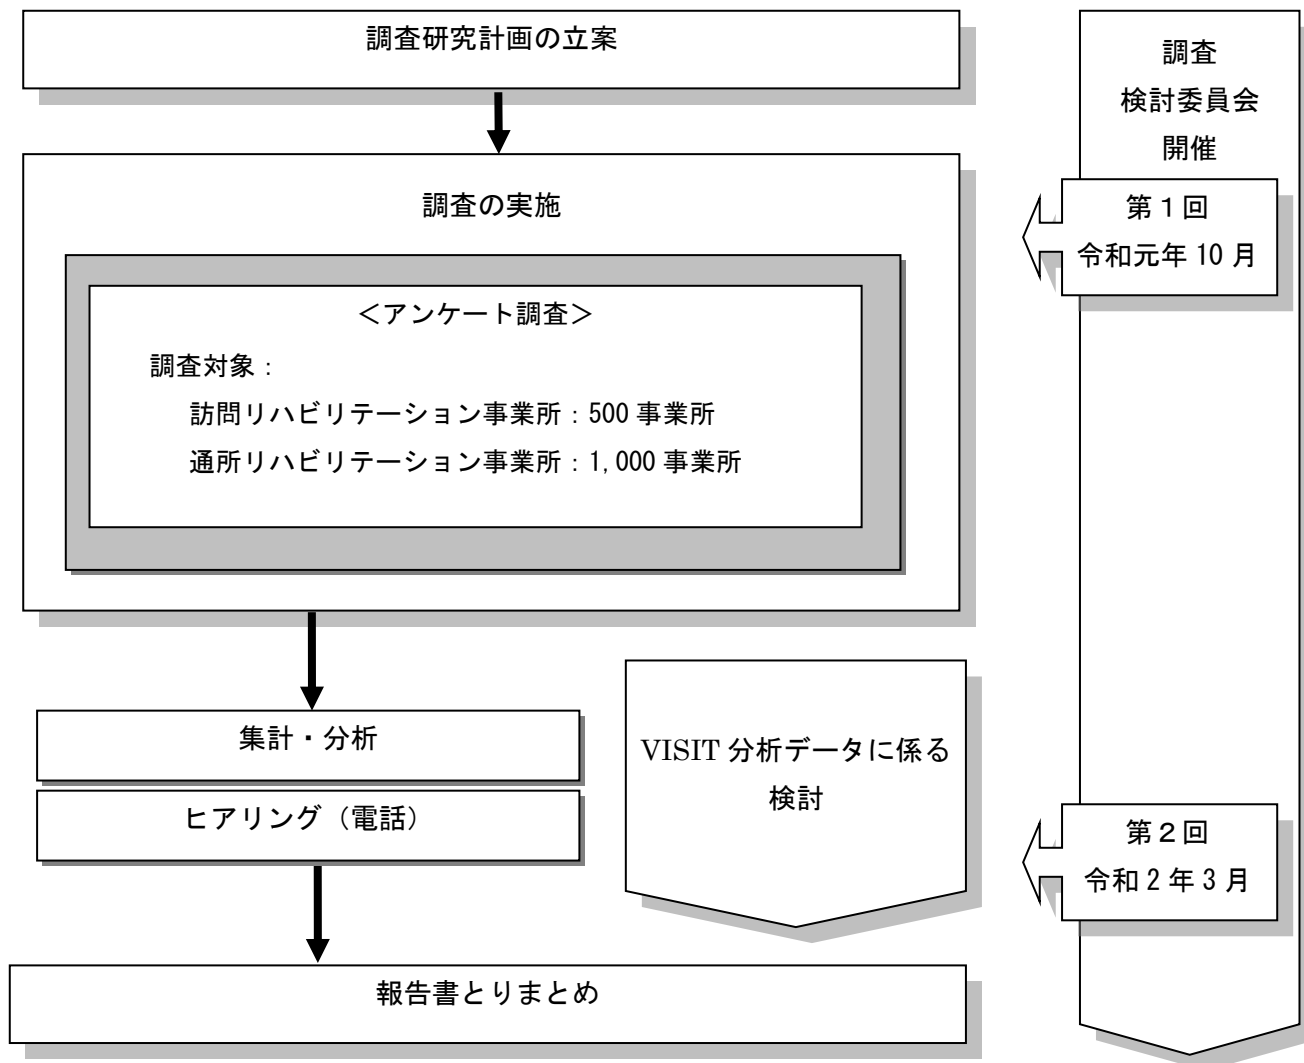 調査研究計画の立案
調査の実施
＜アンケート調査＞
調査対象：
訪問リハビリテーション事業所：500 事業所
通所リハビリテーション事業所：1,000 事業所
集計・分析
ヒアリング（電話）
VISIT 分析データに係る
検討
報告書とりまとめ
調査
検討委員会
開催
第１回
令和元年 10 月
第２回
令和 2 年 3 月